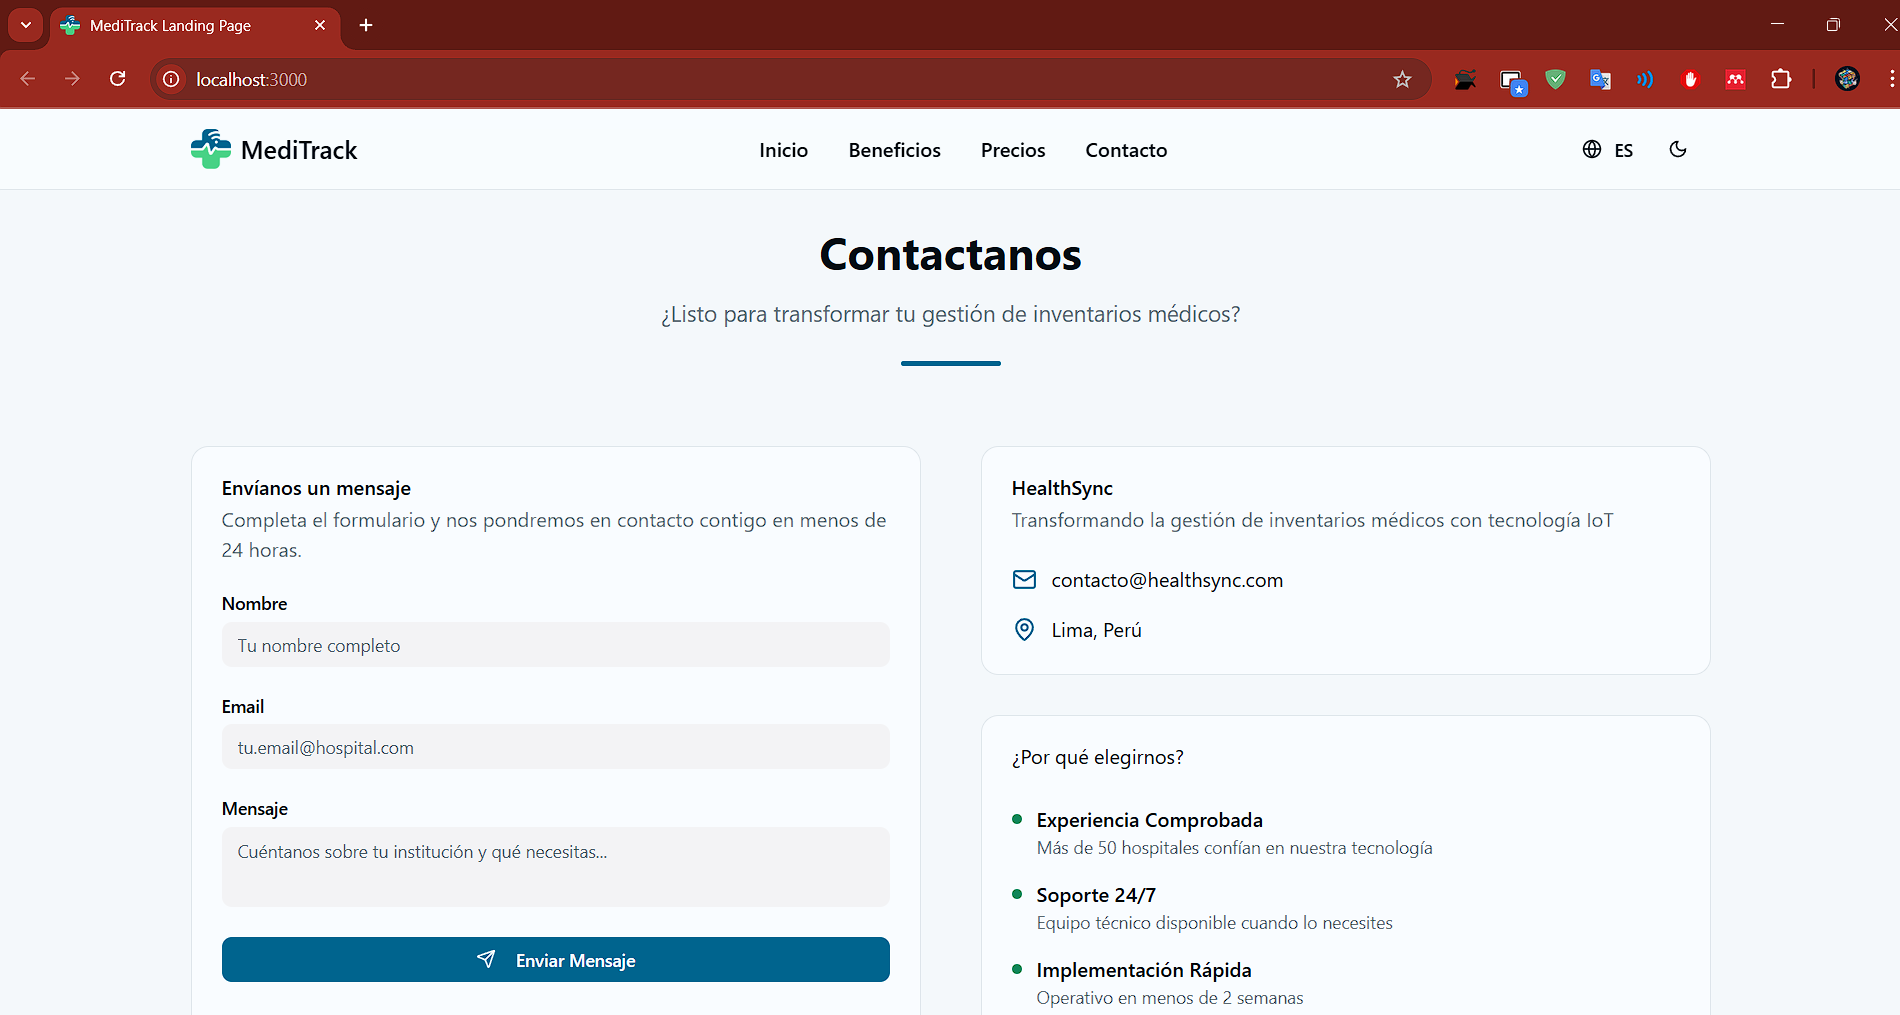 MediTrack Landing Page
localhost:3000
MediTrack
Inicio
Beneficios
Precios
Contacto
ES
Contactanos
¿Listo para transformar tu gestión de inventarios médicos?
Envíanos un mensaje
Completa el formulario y nos pondremos en contacto contigo en menos de
24 horas.
Nombre
Tu nombre completo
Email
tu.email@hospital.com
Mensaje
Cuéntanos sobre tu institución y qué necesitas...
Enviar Mensaje
HealthSync
Transformando la gestión de inventarios médicos con tecnología IoT
contacto@healthsync.com
Lima, Perú
¿Por qué elegirnos?
Experiencia Comprobada
Más de 50 hospitales confían en nuestra tecnología
Soporte 24/7
Equipo técnico disponible cuando lo necesites
Implementación Rápida
Operativo en menos de 2 semanas